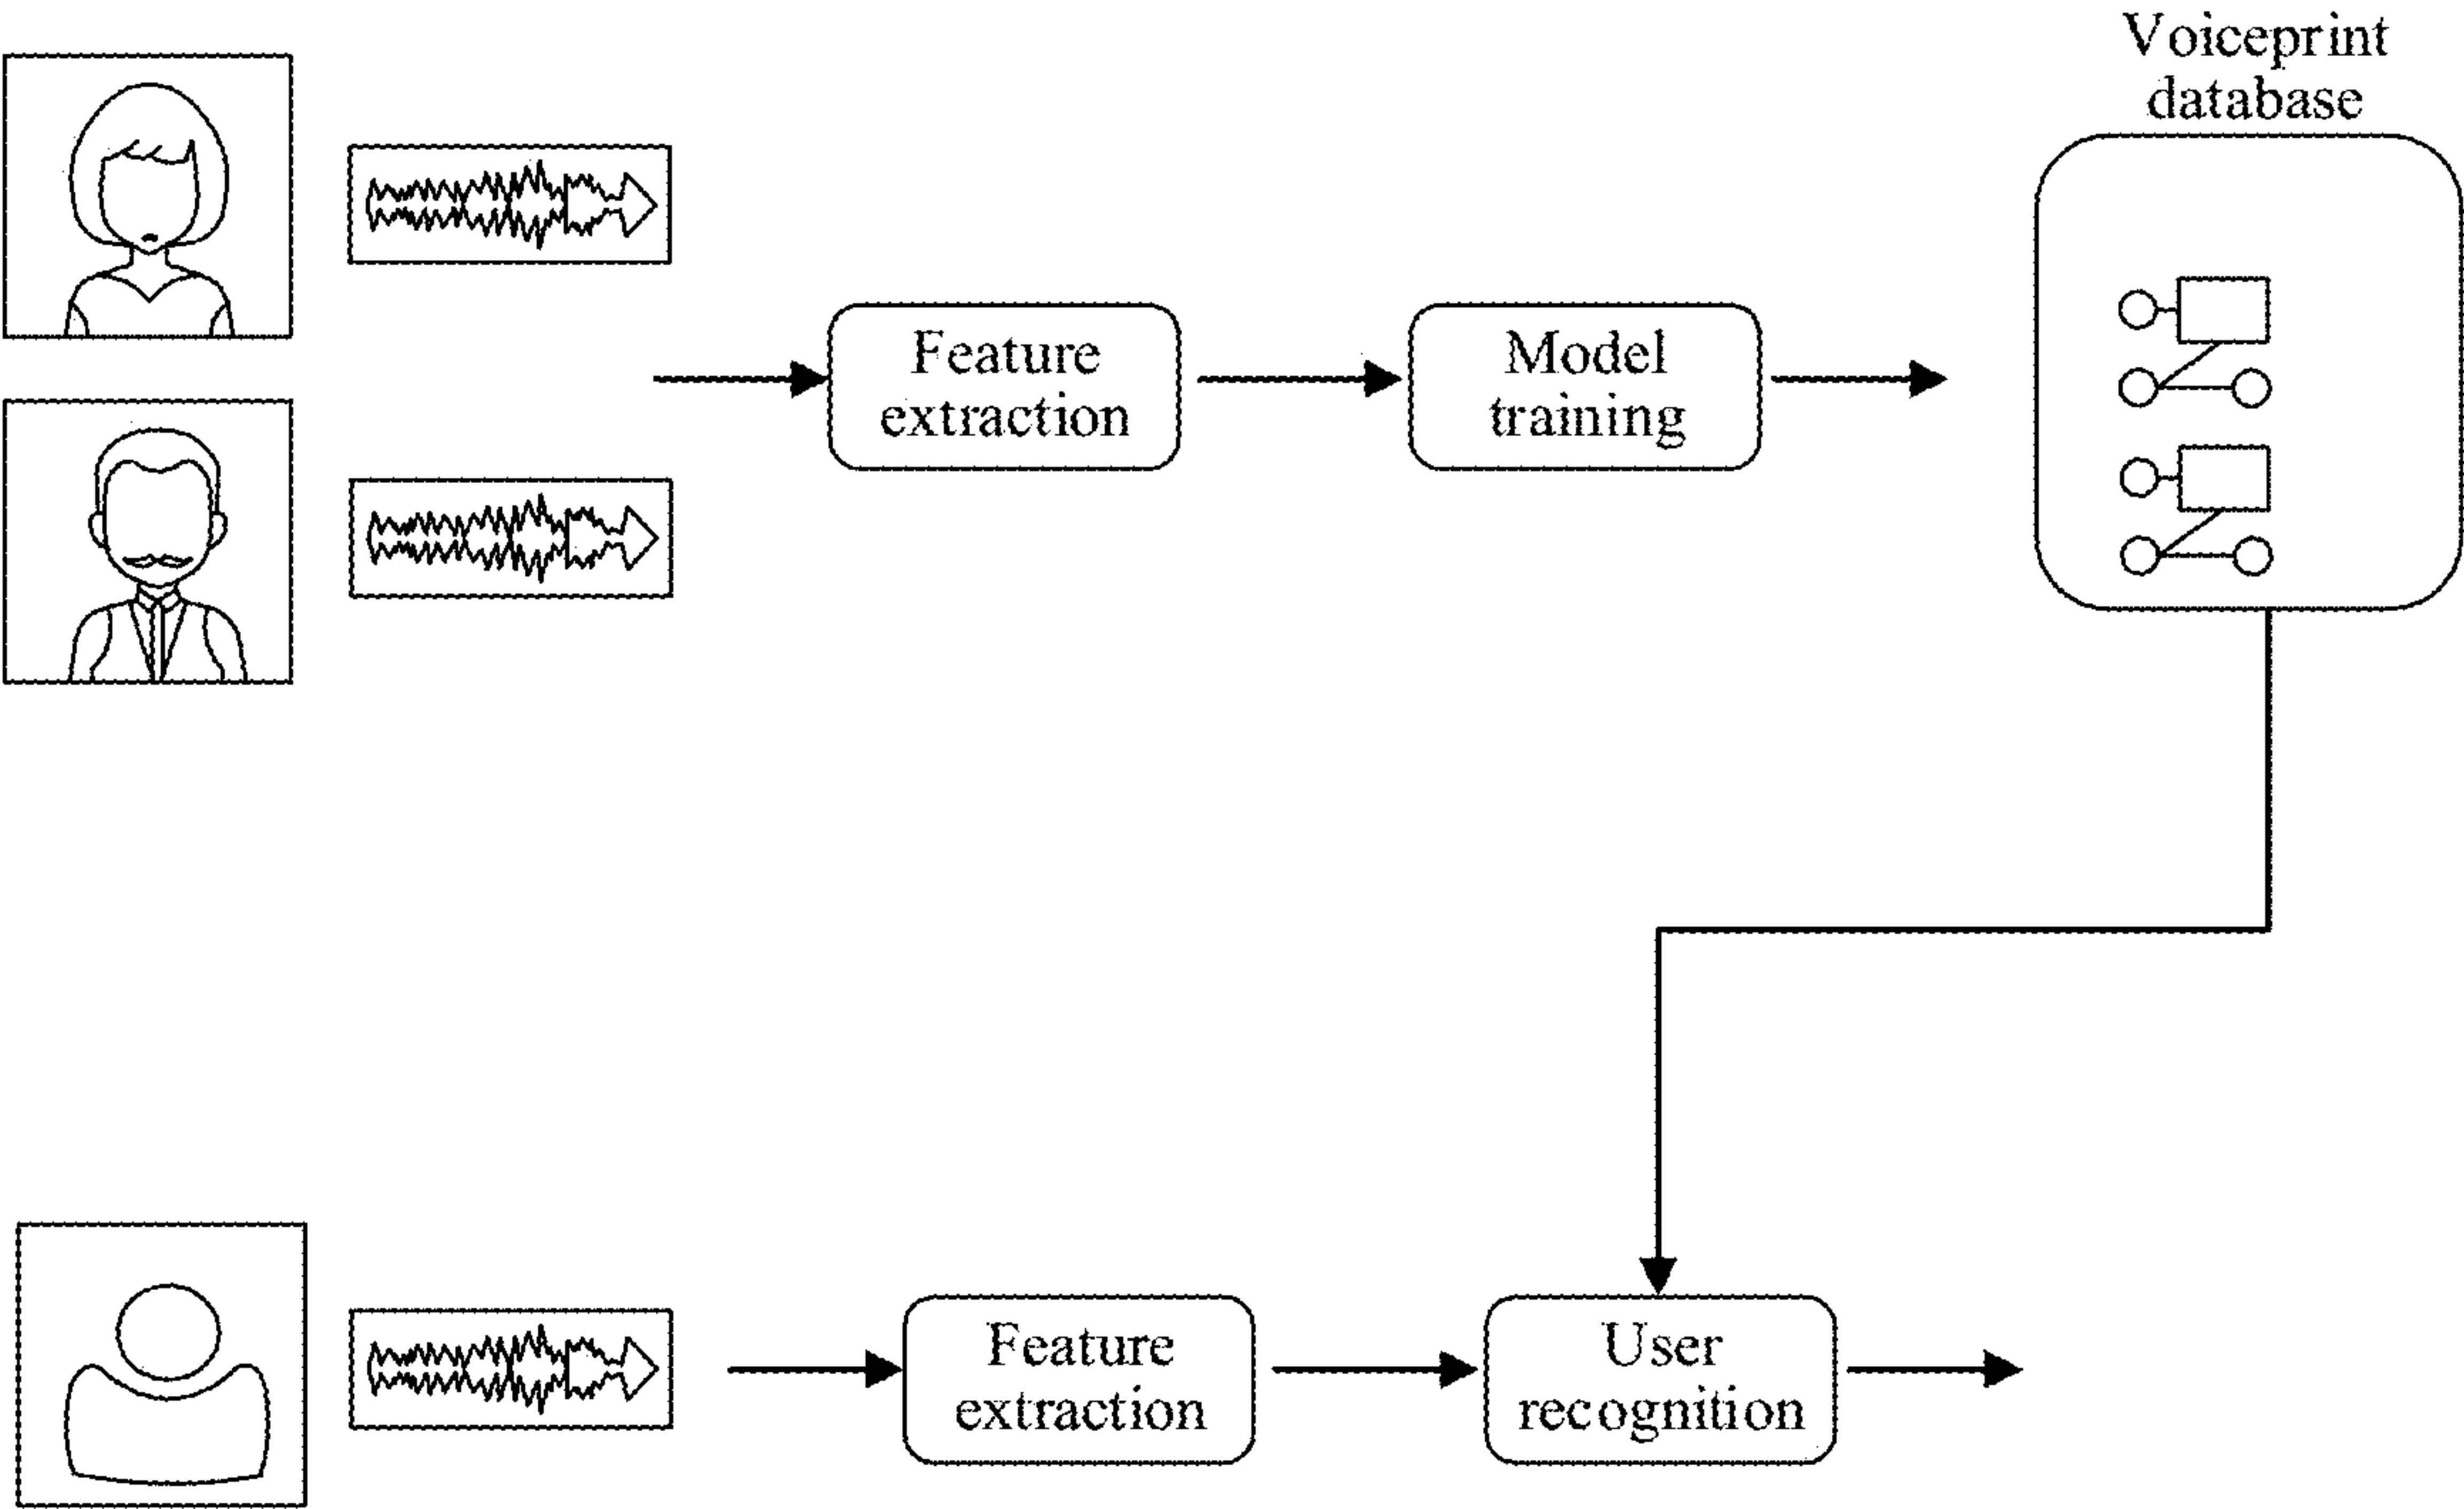 Voiceprint
database
Feature
extraction
Model
training
Feature
extraction
User
recognition